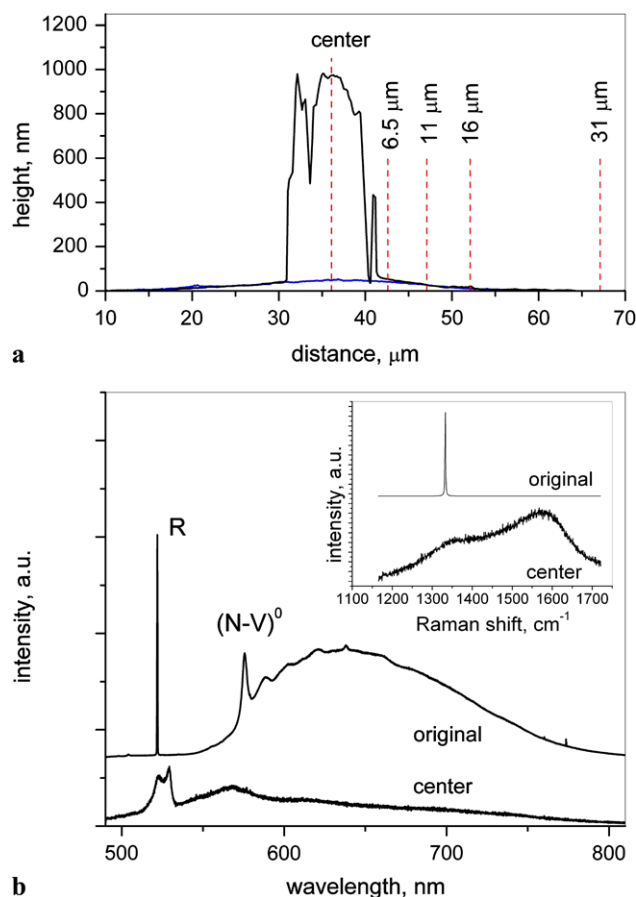 1200
1000
800
600
400
200
0
height, nm
center
6.5 μm
11 μm
16 μm
31 μm
10 20 30 40 50 60 70
distance, μm
a
intensity, a.u.
R
(N-V)⁰
original
center
intensity, a.u.
original
center
1100 1200 1300 1400 1500 1600 1700
Raman shift, cm⁻¹
500 600 700 800
wavelength, nm
b